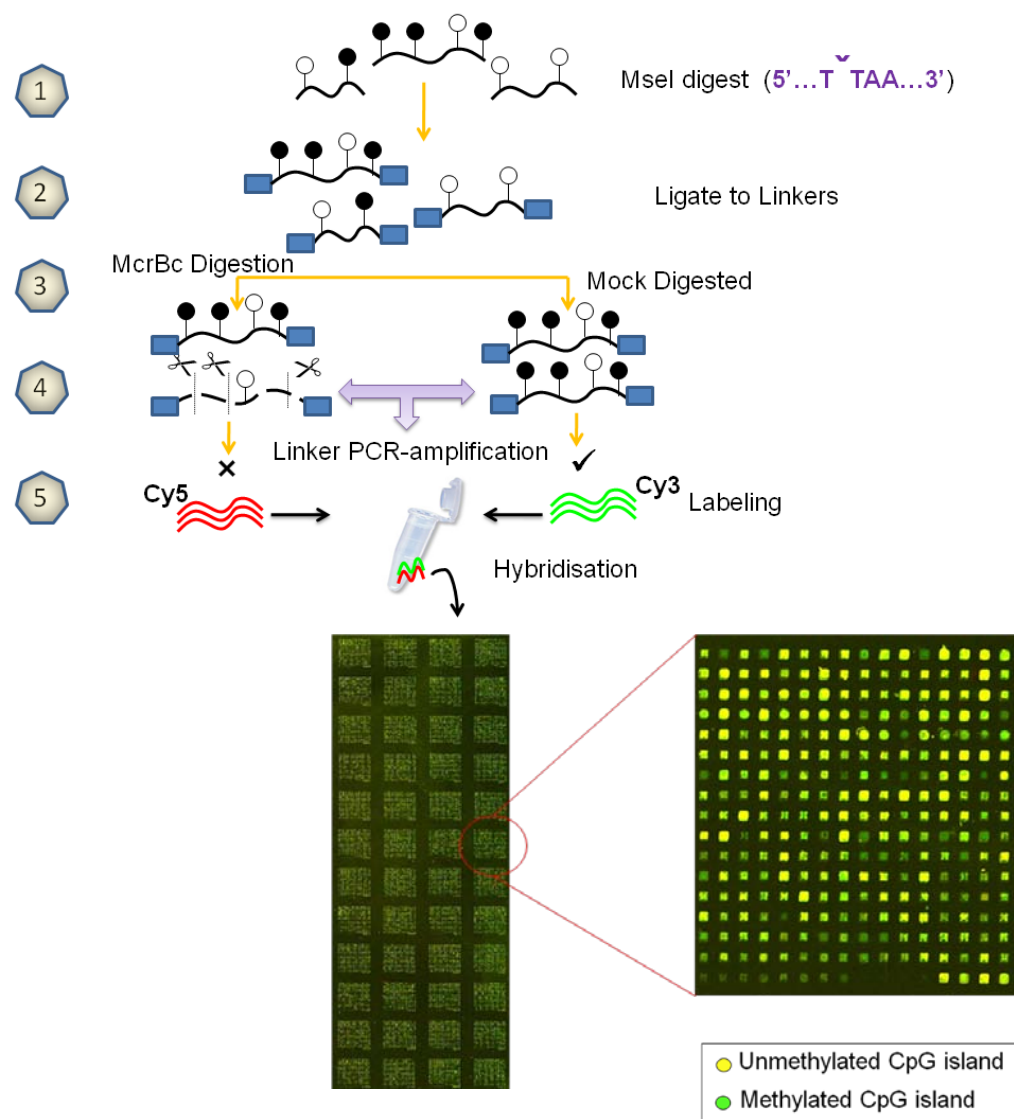 1
MseI digest (5'...TˇTAA...3')
2
Ligate to Linkers
McrBc Digestion
3
Mock Digested
4
Linker PCR-amplification
5
Cy5
Cy3
Labeling
Hybridisation
Unmethylated CpG island
Methylated CpG island